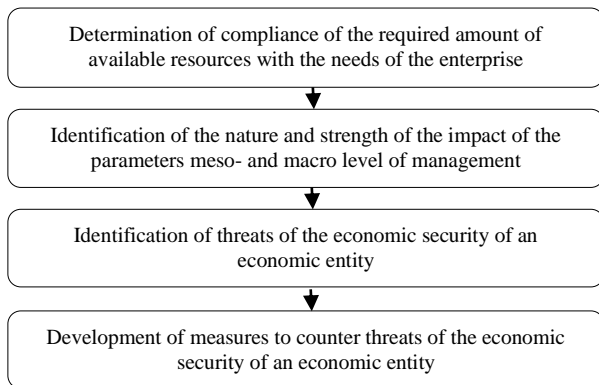 Determination of compliance of the required amount of
available resources with the needs of the enterprise
Identification of the nature and strength of the impact of the
parameters meso- and macro level of management
Identification of threats of the economic security of an
economic entity
Development of measures to counter threats of the economic
security of an economic entity